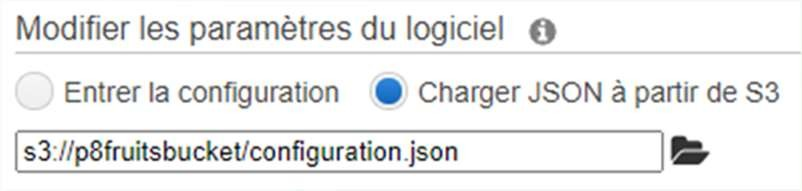 Modifier les paramètres du logiciel
Entrer la configuration Charger JSON à partir de S3
s3://p8fruitsbucket/configuration.json